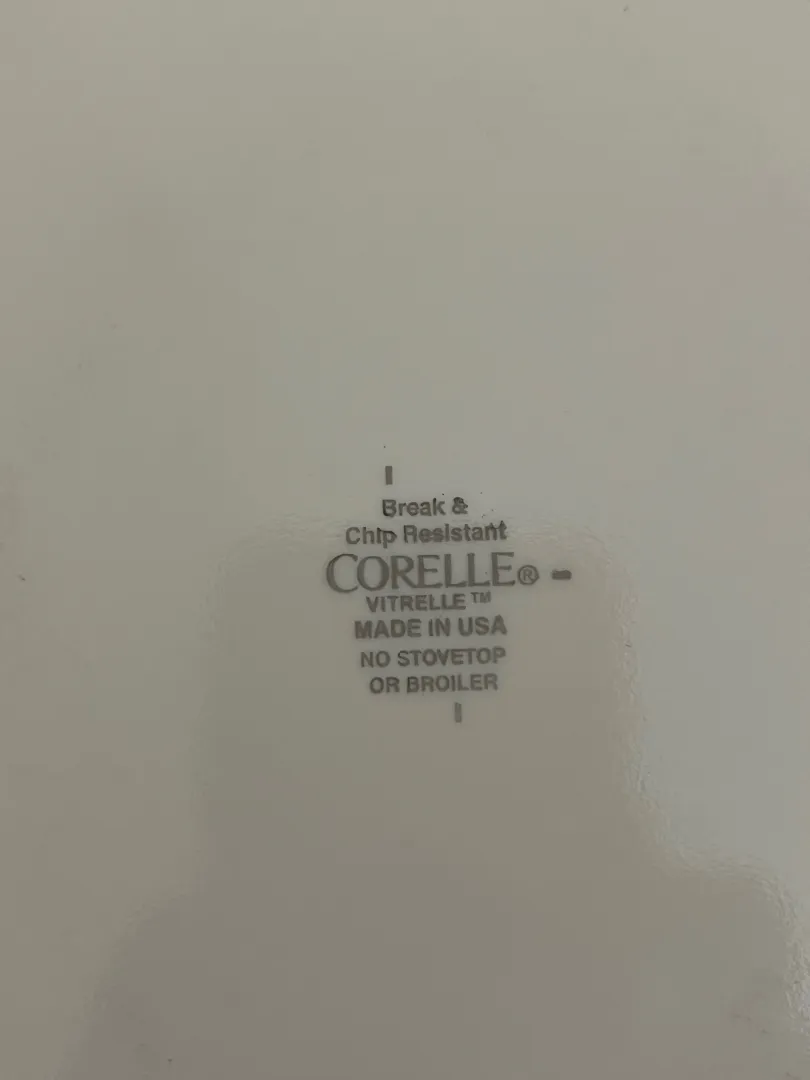 Break &
Chip Resistant
CORELLE®
VITRELLE™
MADE IN USA
NO STOVETOP
OR BROILER